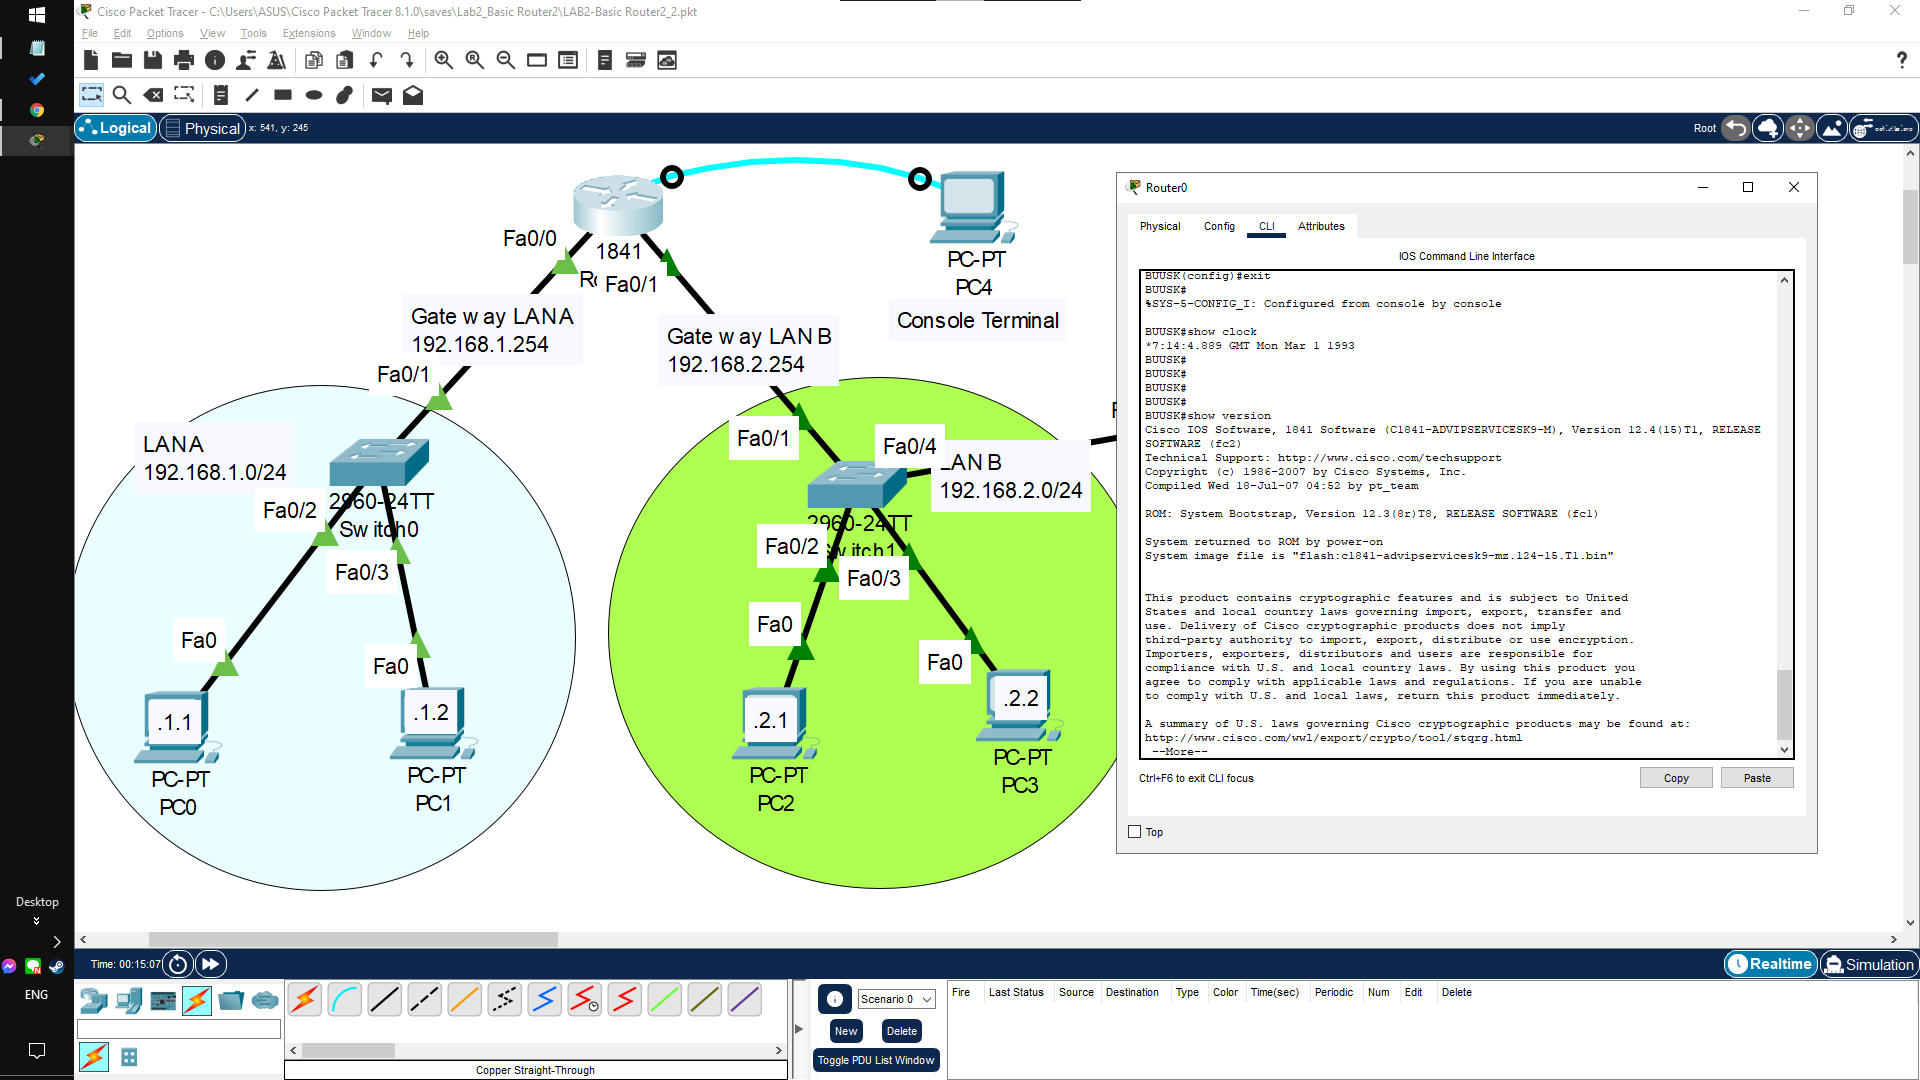 Cisco Packet Tracer - C:\Users\ASUS\Cisco Packet Tracer 8.1.0\saves\Lab2_Basic Router2\LAB2-Basic Router2_2.pkt
File Edit Options View Tools Extensions Window Help
?
Logical Physical x: 541, y: 245 Root
Fa0/0
1841
Fa0/1
Gate w ay LAN A
192.168.1.254
Fa0/1
Gate w ay LAN B
192.168.2.254
PC-PT
PC4
Console Terminal
LAN A
192.168.1.0/24
2960-24TT
Sw itch0
Fa0/2
Fa0/3
Fa0
Fa0
.1.1
PC-PT
PC0
.1.2
PC-PT
PC1
Fa0/1
Fa0/4
LAN B
192.168.2.0/24
2960-24TT
Sw itch1
Fa0/2
Fa0/3
Fa0
Fa0
.2.1
PC-PT
PC2
.2.2
PC-PT
PC3
Router0
Physical Config CLI Attributes
IOS Command Line Interface
BUUSK(config)#exit
BUUSK#
%SYS-5-CONFIG_I: Configured from console by console
BUUSK#show clock
*7:14:4.889 GMT Mon Mar 1 1993
BUUSK#
BUUSK#
BUUSK#
BUUSK#
BUUSK#show version
Cisco IOS Software, 1841 Software (C1841-ADVIPSERVICESK9-M), Version 12.4(15)T1, RELEASE
SOFTWARE (fc2)
Technical Support: http://www.cisco.com/techsupport
Copyright (c) 1986-2007 by Cisco Systems, Inc.
Compiled Wed 18-Jul-07 04:52 by pt_team
ROM: System Bootstrap, Version 12.3(8r)T8, RELEASE SOFTWARE (fc1)
System returned to ROM by power-on
System image file is "flash:c1841-advipservicesk9-mz.124-15.T1.bin"
This product contains cryptographic features and is subject to United
States and local country laws governing import, export, transfer and
use. Delivery of Cisco cryptographic products does not imply
third-party authority to import, export, distribute or use encryption.
Importers, exporters, distributors and users are responsible for
compliance with U.S. and local country laws. By using this product you
agree to comply with applicable laws and regulations. If you are unable
to comply with U.S. and local laws, return this product immediately.
A summary of U.S. laws governing Cisco cryptographic products may be found at:
http://www.cisco.com/wwl/export/crypto/tool/stqrg.html
--More--
Ctrl+F6 to exit CLI focus
Copy Paste
Top
Desktop
ENG
Time: 00:15:07
Realtime Simulation
Copper Straight-Through
Scenario 0
New Delete
Toggle PDU List Window
Fire Last Status Source Destination Type Color Time(sec) Periodic Num Edit Delete